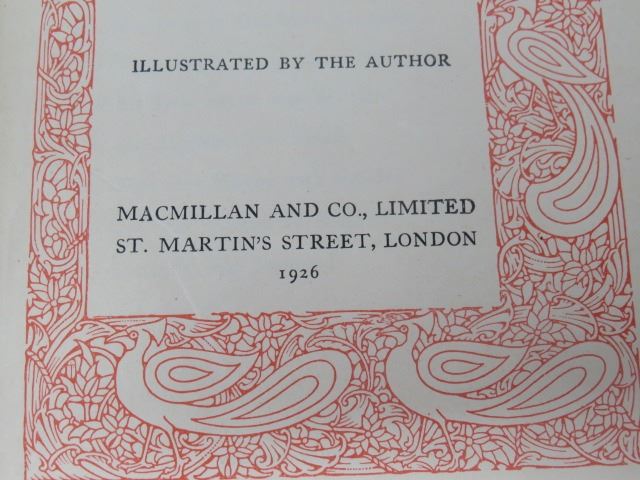 ILLUSTRATED BY THE AUTHOR
MACMILLAN AND CO., LIMITED
ST. MARTIN'S STREET, LONDON
1926